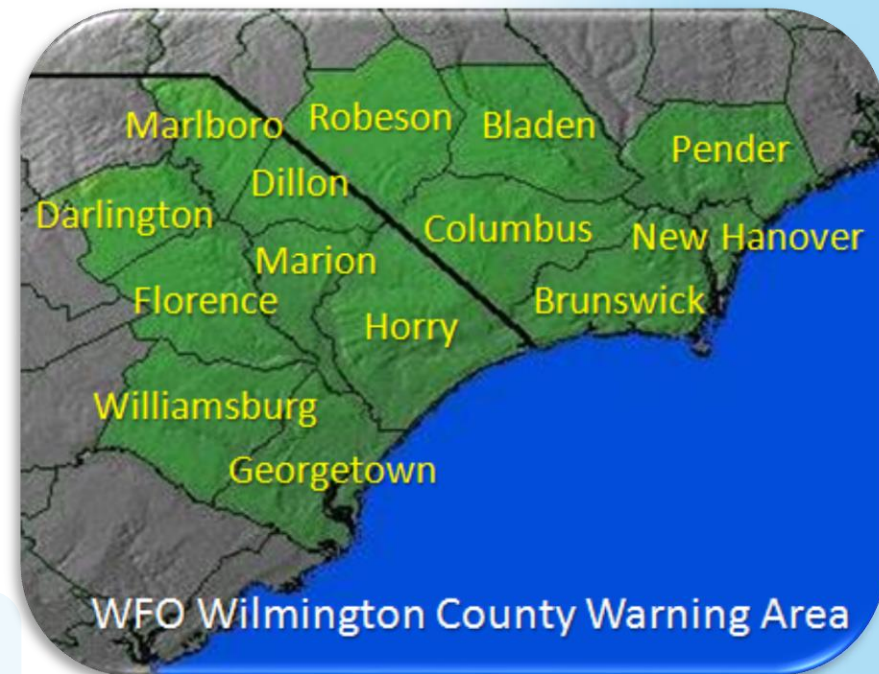 Marlboro
Robeson
Bladen
Pender
Dillon
Darlington
Columbus
New Hanover
Marion
Florence
Brunswick
Horry
Williamsburg
Georgetown
WFO Wilmington County Warning Area